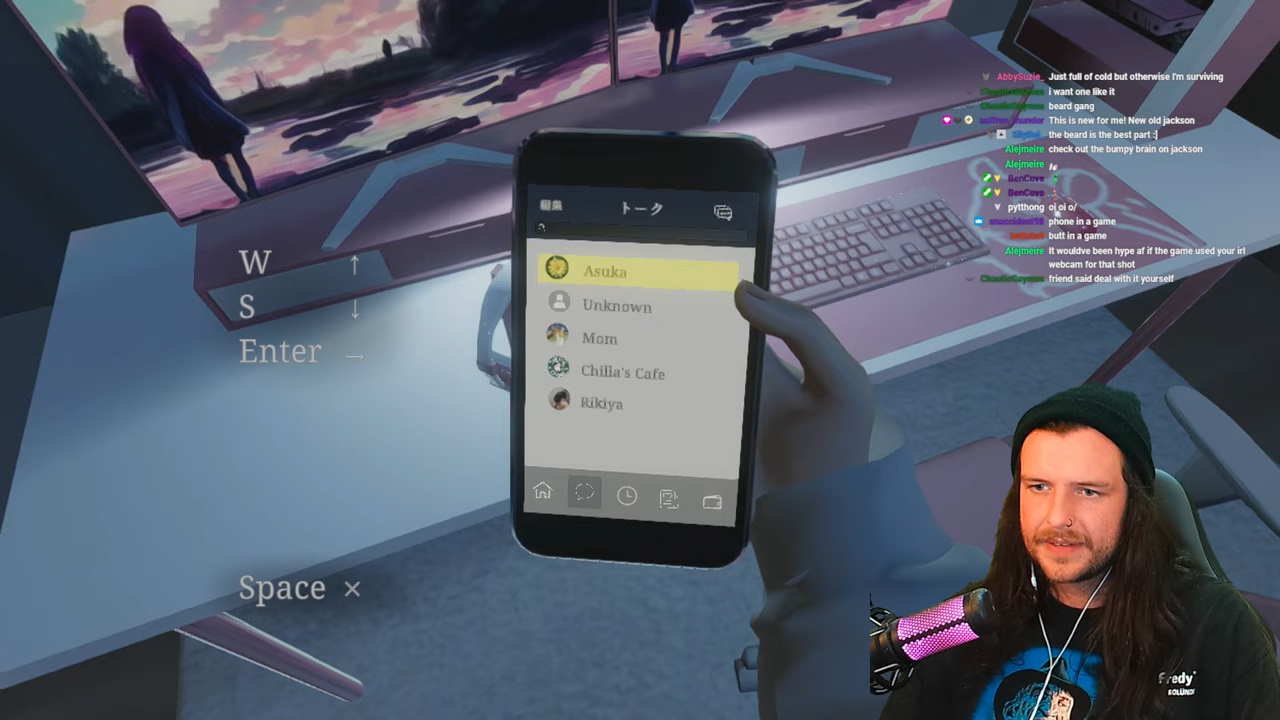 AbbySuzie_ Just full of cold but otherwise I'm surviving
i want one like it
beard gang
This is new for me! New old jackson
the beard is the best part :]
Alejmeire check out the bumpy brain on jackson
Alejmeire
BenCove
BenCove
pytthong oi oi o/
phone in a game
butt in a game
Alejmeire It wouldve been hype af if the game used your irl
webcam for that shot
friend said deal with it yourself
編集 トーク
Asuka
Unknown
Mom
Chilla's Cafe
Rikiya
W ↑
S ↓
Enter →
Space ×